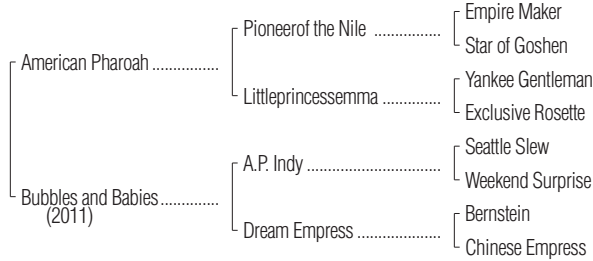 Empire Maker
Pioneerof the Nile ................
Star of Goshen
American Pharoah ................
Yankee Gentleman
Littleprincessemma ..............
Exclusive Rosette
Seattle Slew
A.P. Indy ................................
Weekend Surprise
Bubbles and Babies..............
(2011)
Bernstein
Dream Empress ....................
Chinese Empress